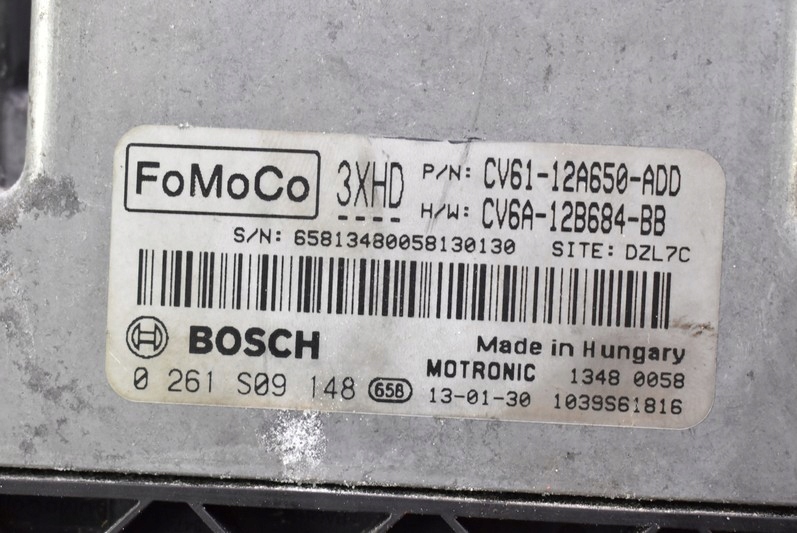 FoMoCo 3XHD P/N: CV61-12A650-ADD
H/W: CV6A-12B684-BB
S/N: 65813480058130130 SITE: DZL7C
BOSCH Made in Hungary
MOTRONIC 1348 0058
0 261 S09 148 658 13-01-30 1039S61816